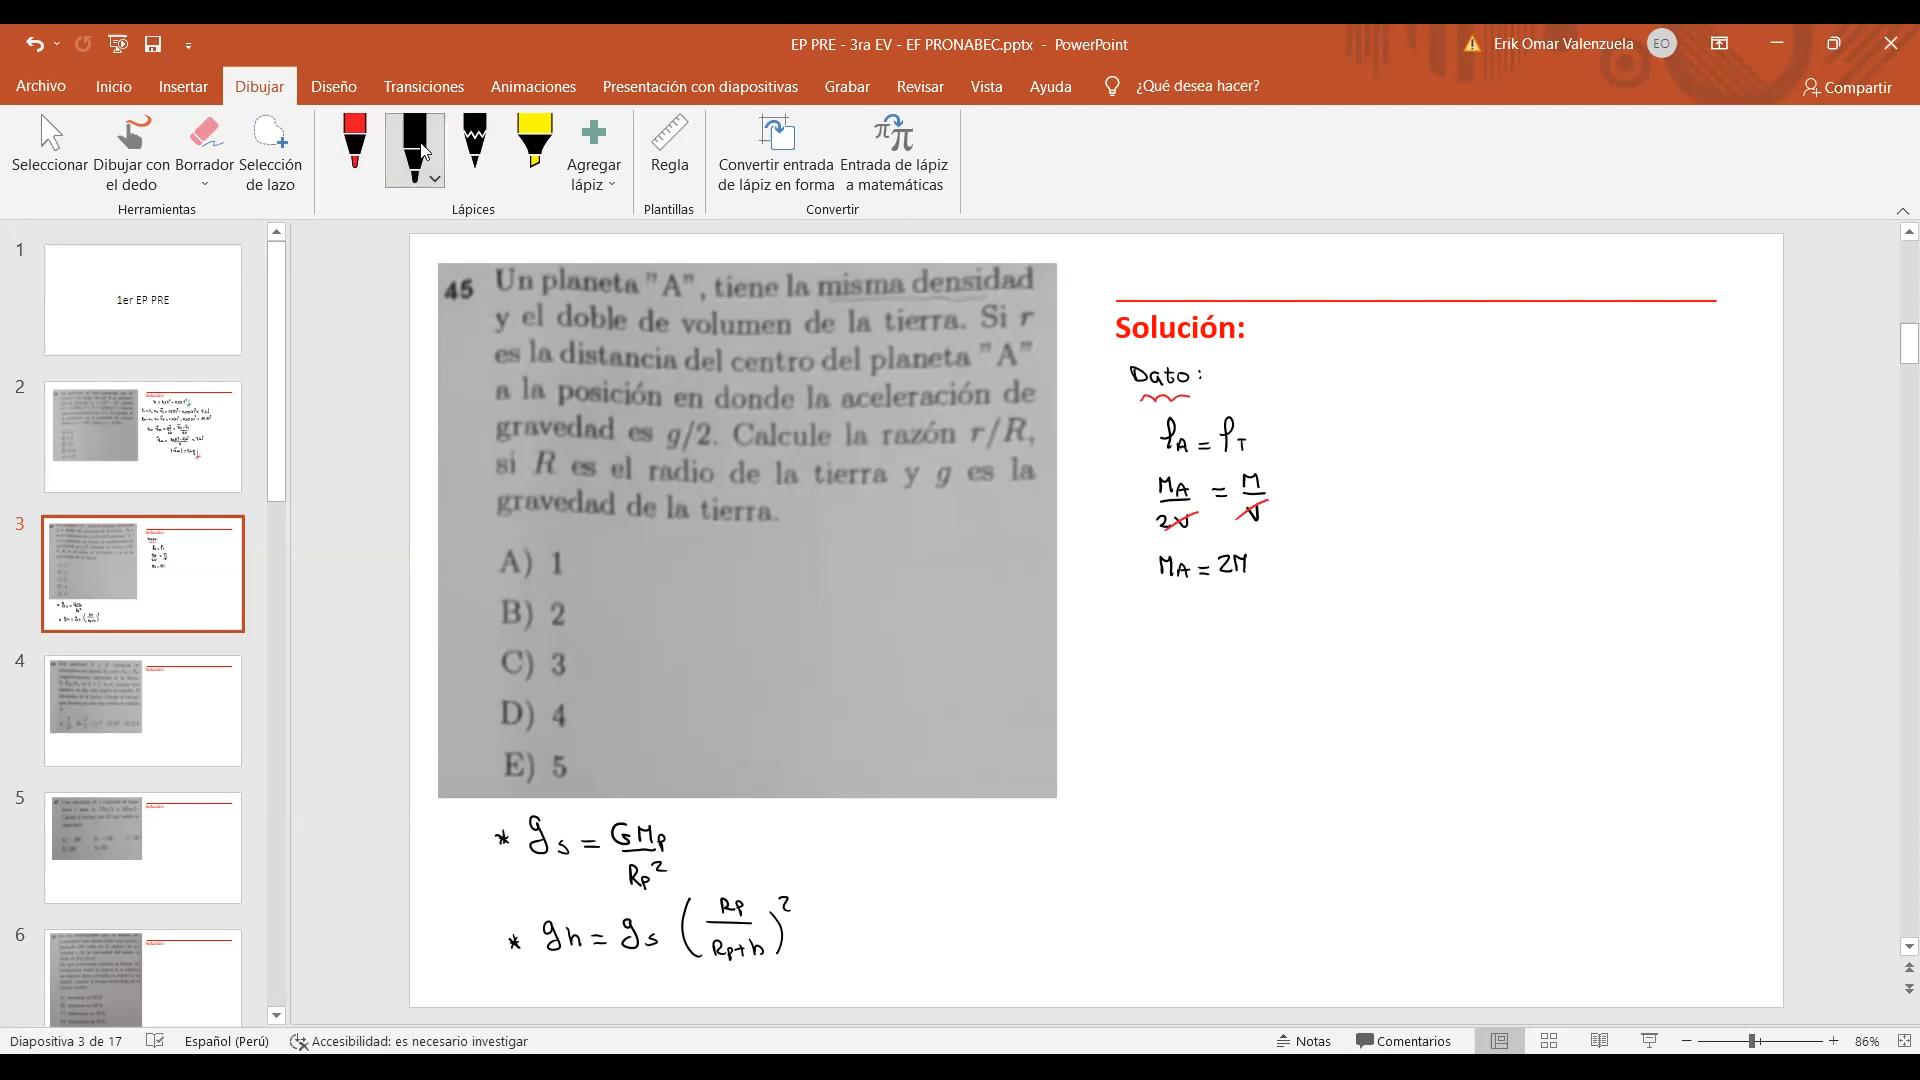 EP PRE - 3ra EV - EF PRONABEC.pptx - PowerPoint
Erik Omar Valenzuela
EO
Archivo
Inicio
Insertar
Dibujar
Diseño
Transiciones
Animaciones
Presentación con diapositivas
Grabar
Revisar
Vista
Ayuda
¿Qué desea hacer?
Compartir
Seleccionar
Dibujar con
el dedo
Borrador
Selección
de lazo
Agregar
lápiz
Regla
Convertir entrada
de lápiz en forma
Entrada de lápiz
a matemáticas
Herramientas
Lápices
Plantillas
Convertir
1
1er EP PRE
2
3
4
5
6
45 Un planeta "A", tiene la misma densidad
y el doble de volumen de la tierra. Si r
es la distancia del centro del planeta "A"
a la posición en donde la aceleración de
gravedad es g/2. Calcule la razón r/R,
si R es el radio de la tierra y g es la
gravedad de la tierra.
A) 1
B) 2
C) 3
D) 4
E) 5
* gs = GMp / Rp²
* gh = gs (Rp / Rp+h)²
Solución:
Dato:
ρA = ρT
MA / 2V = M / V
MA = 2M
Diapositiva 3 de 17
Español (Perú)
Accesibilidad: es necesario investigar
Notas
Comentarios
86%